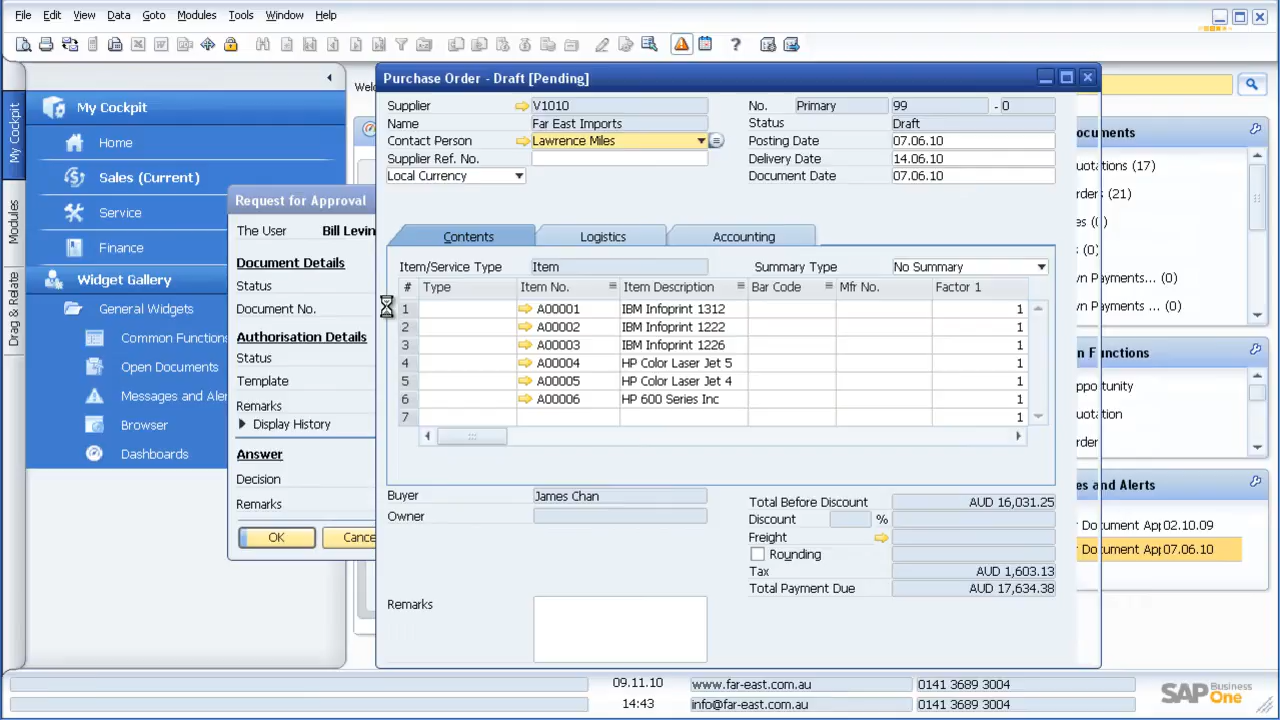 File Edit View Data Goto Modules Tools Window Help
My Cockpit
Modules
Drag & Relate
My Cockpit
Home
Sales (Current)
Service
Finance
Widget Gallery
General Widgets
Common Functions
Open Documents
Messages and Aler
Browser
Dashboards
Welc
Request for Approval
The User Bill Levin
Document Details
Status
Document No.
Authorisation Details
Status
Template
Remarks
Display History
Answer
Decision
Remarks
OK Cance
Purchase Order - Draft [Pending]
Supplier V1010
Name Far East Imports
Contact Person Lawrence Miles
Supplier Ref. No.
Local Currency
No. Primary 99 - 0
Status Draft
Posting Date 07.06.10
Delivery Date 14.06.10
Document Date 07.06.10
Contents Logistics Accounting
Item/Service Type Item Summary Type No Summary
# Type Item No. Item Description Bar Code Mfr No. Factor 1
1 A00001 IBM Infoprint 1312 1
2 A00002 IBM Infoprint 1222 1
3 A00003 IBM Infoprint 1226 1
4 A00004 HP Color Laser Jet 5 1
5 A00005 HP Color Laser Jet 4 1
6 A00006 HP 600 Series Inc 1
7 1
Buyer James Chan
Owner
Remarks
Total Before Discount AUD 16,031.25
Discount %
Freight
Rounding
Tax AUD 1,603.13
Total Payment Due AUD 17,634.38
ocuments
uotations (17)
rders (21)
es (0)
own Payments... (0)
own Payments ... (0)
n Functions
pportunity
uotation
rder
es and Alerts
Document Ap 02.10.09
Document Ap 07.06.10
09.11.10 www.far-east.com.au 0141 3689 3004
14:43 info@far-east.com.au 0141 3689 3004
SAP Business One